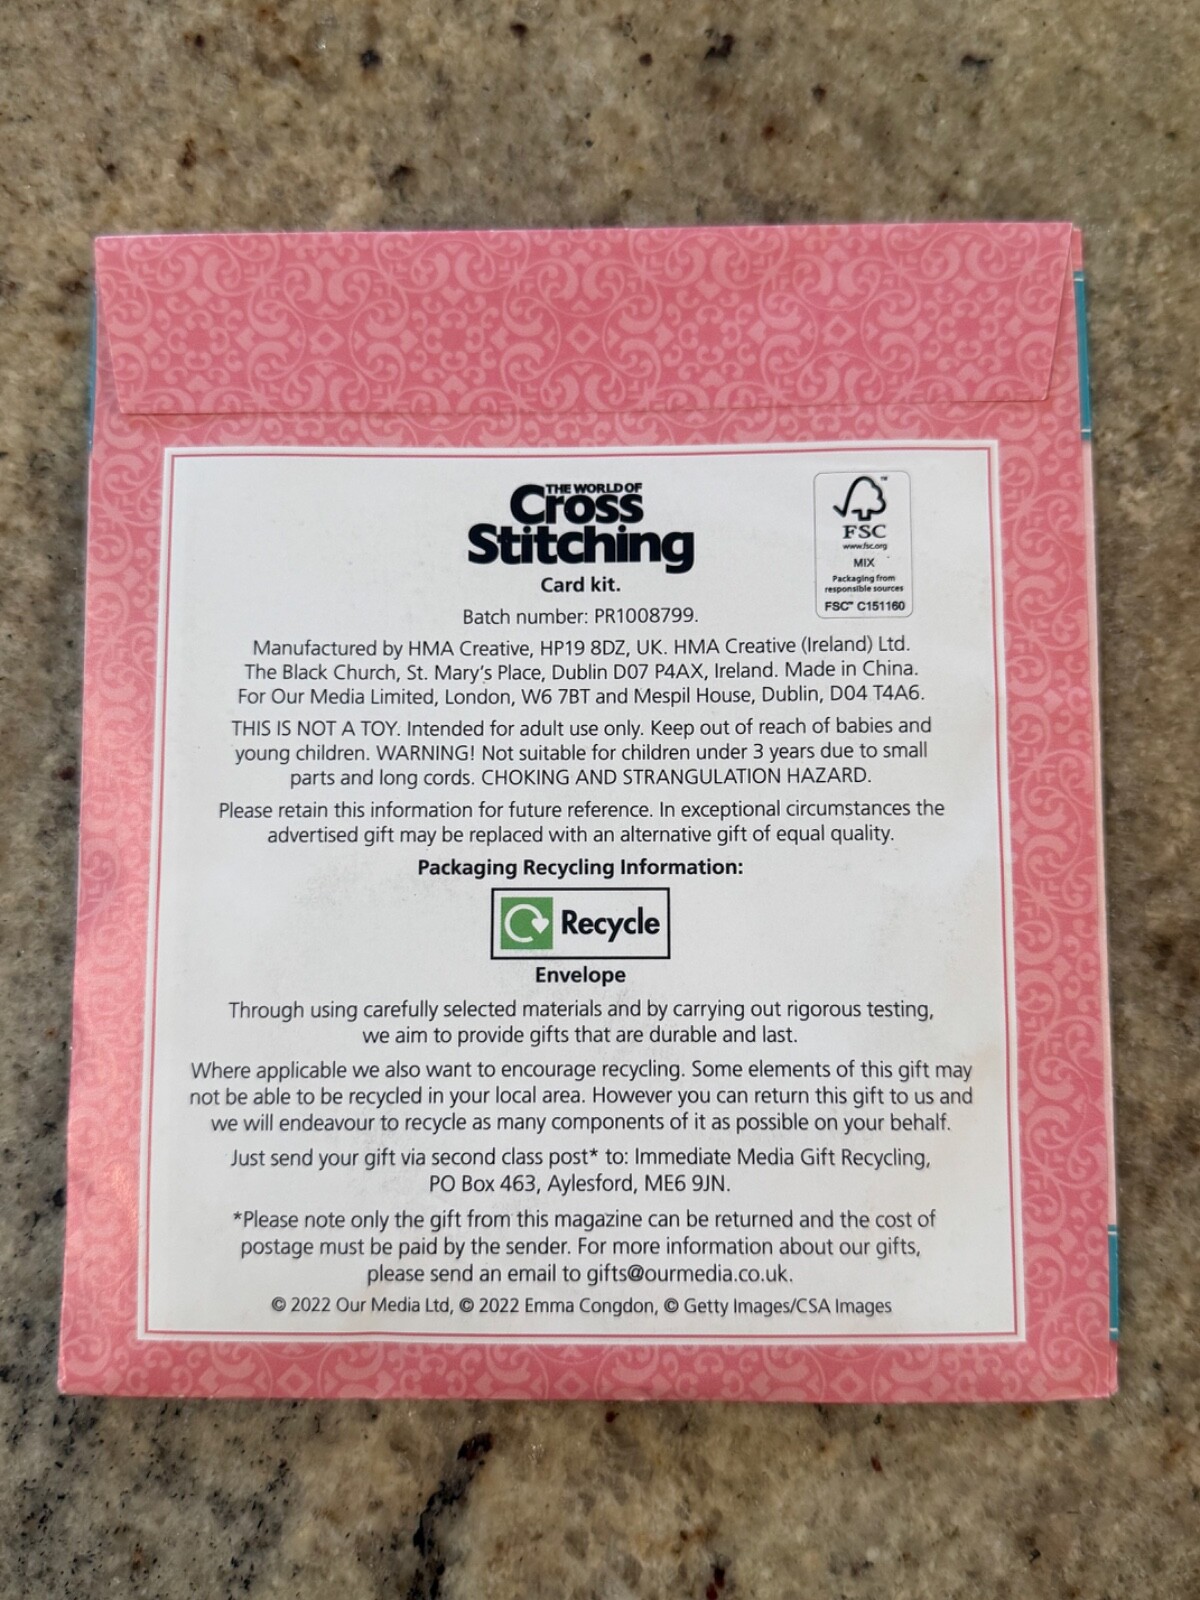 THE WORLD OF
Cross
Stitching
Card kit.
FSC
™
www.fsc.org
MIX
Packaging from
responsible sources
FSC™ C151160
Batch number: PR1008799.
Manufactured by HMA Creative, HP19 8DZ, UK. HMA Creative (Ireland) Ltd.
The Black Church, St. Mary's Place, Dublin D07 P4AX, Ireland. Made in China.
For Our Media Limited, London, W6 7BT and Mespil House, Dublin, D04 T4A6.
THIS IS NOT A TOY. Intended for adult use only. Keep out of reach of babies and
young children. WARNING! Not suitable for children under 3 years due to small
parts and long cords. CHOKING AND STRANGULATION HAZARD.
Please retain this information for future reference. In exceptional circumstances the
advertised gift may be replaced with an alternative gift of equal quality.
Packaging Recycling Information:
Recycle
Envelope
Through using carefully selected materials and by carrying out rigorous testing,
we aim to provide gifts that are durable and last.
Where applicable we also want to encourage recycling. Some elements of this gift may
not be able to be recycled in your local area. However you can return this gift to us and
we will endeavour to recycle as many components of it as possible on your behalf.
Just send your gift via second class post* to: Immediate Media Gift Recycling,
PO Box 463, Aylesford, ME6 9JN.
*Please note only the gift from this magazine can be returned and the cost of
postage must be paid by the sender. For more information about our gifts,
please send an email to gifts@ourmedia.co.uk.
© 2022 Our Media Ltd, © 2022 Emma Congdon, © Getty Images/CSA Images